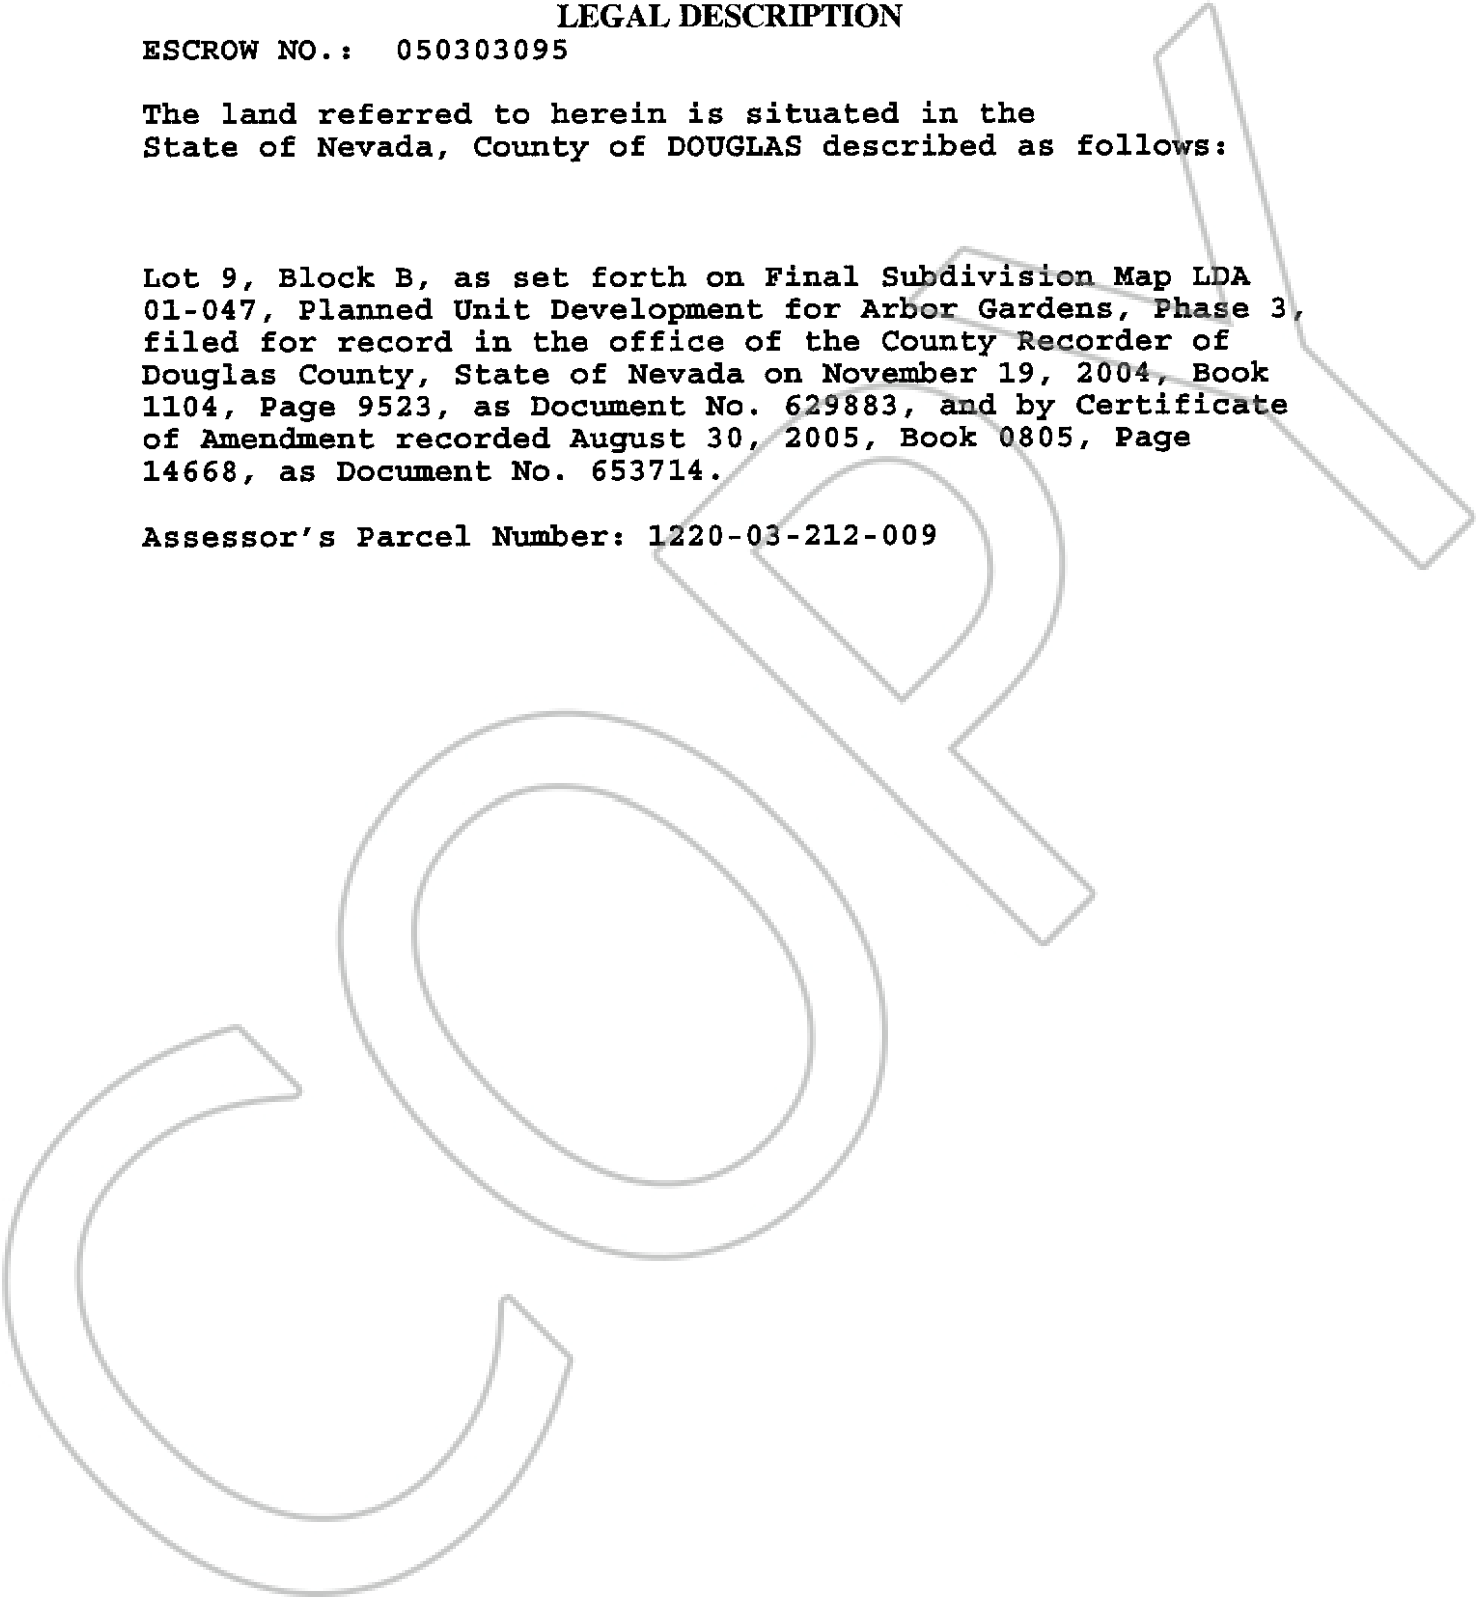 LEGAL DESCRIPTION
ESCROW NO.: 050303095
The land referred to herein is situated in the
State of Nevada, County of DOUGLAS described as follows:
Lot 9, Block B, as set forth on Final Subdivision Map LDA
01-047, Planned Unit Development for Arbor Gardens, Phase 3,
filed for record in the office of the County Recorder of
Douglas County, State of Nevada on November 19, 2004, Book
1104, Page 9523, as Document No. 629883, and by Certificate
of Amendment recorded August 30, 2005, Book 0805, Page
14668, as Document No. 653714.
Assessor's Parcel Number: 1220-03-212-009
COPY